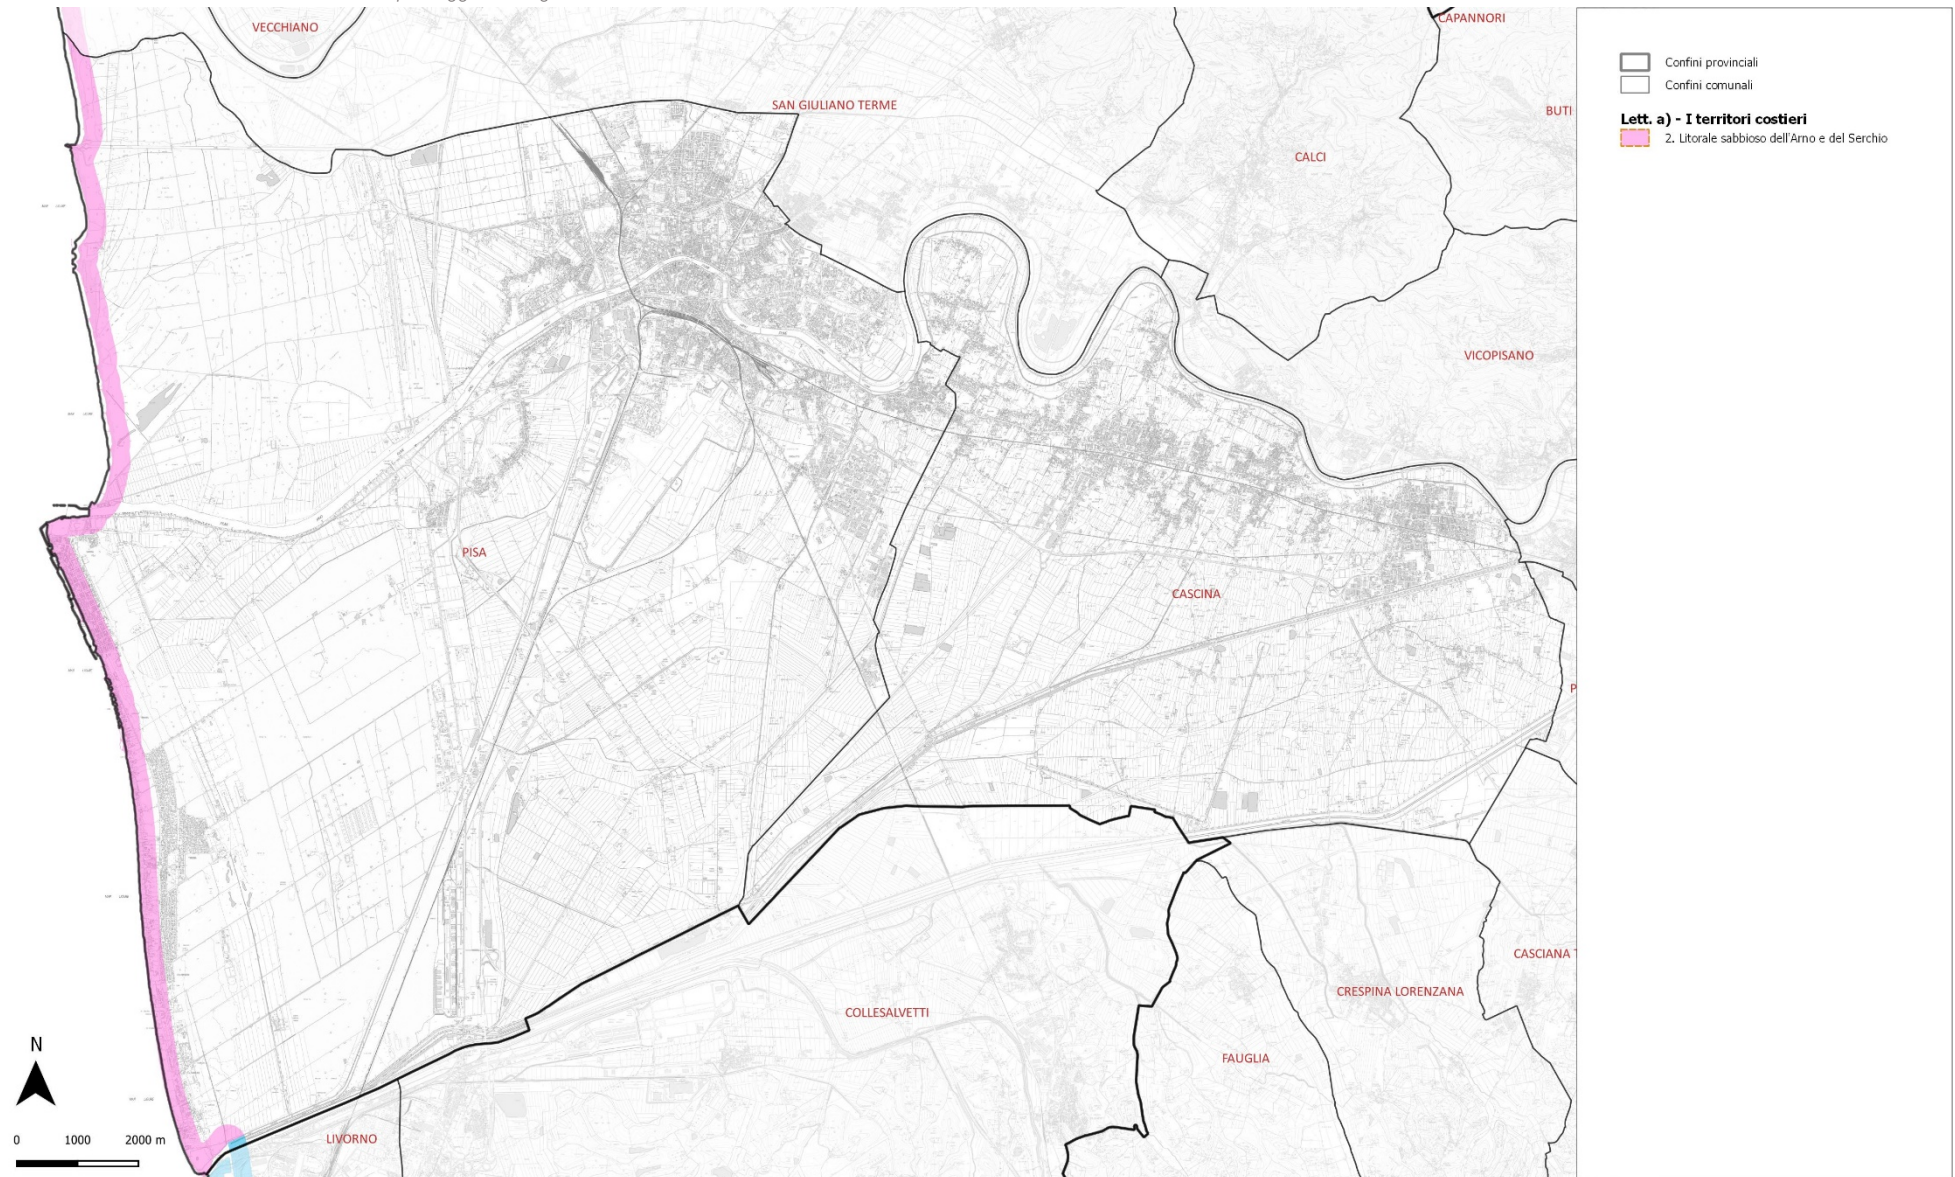 VECCHIANO
CAPANNORI
SAN GIULIANO TERME
BUTI
CALCI
VICOPISANO
PISA
CASCINA
P
CASCIANA T
CRESPINA LORENZANA
COLLESALVETTI
FAUGLIA
LIVORNO
N
0 1000 2000 m
Confini provinciali
Confini comunali
Lett. a) - I territori costieri
2. Litorale sabbioso dell'Arno e del Serchio